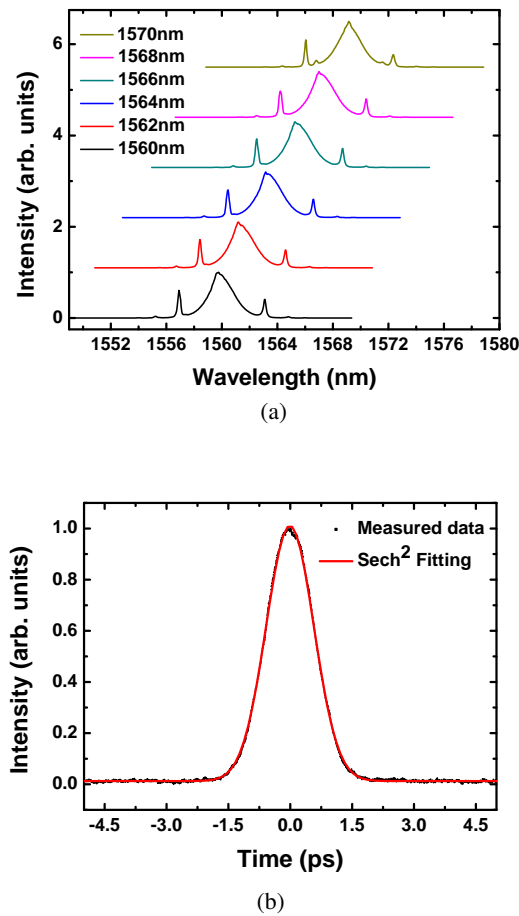 6
4
2
0
Intensity (arb. units)
1570nm
1568nm
1566nm
1564nm
1562nm
1560nm
1552 1556 1560 1564 1568 1572 1576 1580
Wavelength (nm)
(a)
1.0
0.8
0.6
0.4
0.2
0.0
Intensity (arb. units)
Measured data
Sech² Fitting
-4.5 -3.0 -1.5 0.0 1.5 3.0 4.5
Time (ps)
(b)